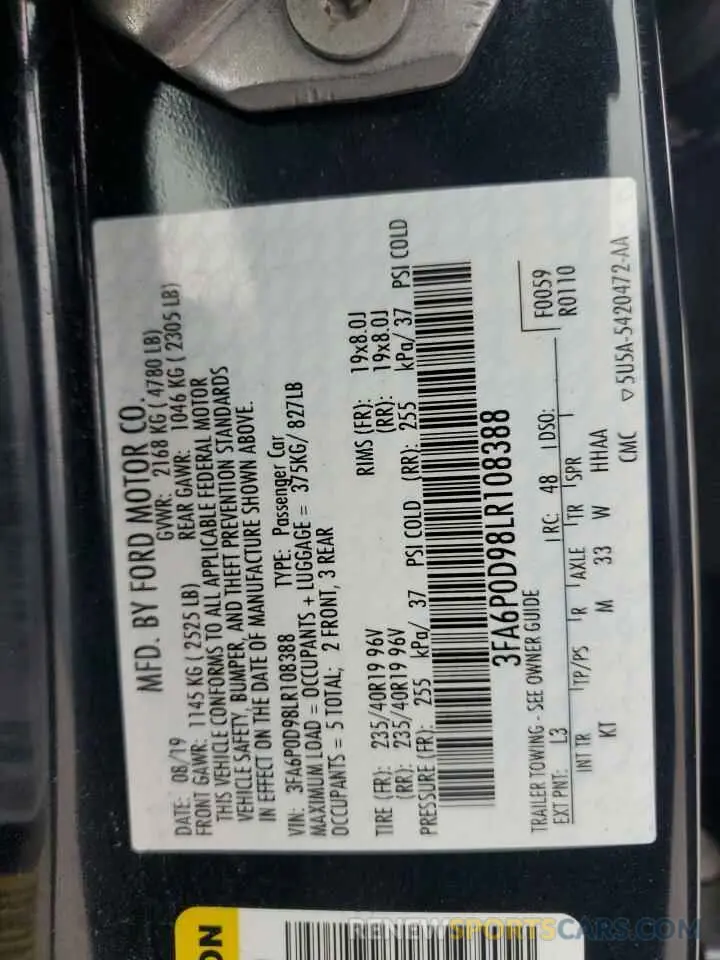 MFD. BY FORD MOTOR CO.
DATE: 08/19 GVWR: 2168 KG ( 4780 LB)
FRONT GAWR: 1145 KG ( 2525 LB) REAR GAWR: 1046 KG ( 2305 LB)
THIS VEHICLE CONFORMS TO ALL APPLICABLE FEDERAL MOTOR
VEHICLE SAFETY, BUMPER, AND THEFT PREVENTION STANDARDS
IN EFFECT ON THE DATE OF MANUFACTURE SHOWN ABOVE.
VIN: 3FA6P0D98LR108388 TYPE: Passenger Car
MAXIMUM LOAD = OCCUPANTS + LUGGAGE = 375KG/ 827LB
OCCUPANTS = 5 TOTAL; 2 FRONT, 3 REAR
TIRE (FR): 235/40R19 96V RIMS (FR): 19x8.0J
(RR): 235/40R19 96V (RR): 19x8.0J
PRESSURE (FR): 255 kPa/ 37 PSI COLD (RR): 255 kPa/ 37 PSI COLD
3FA6P0D98LR108388
TRAILER TOWING - SEE OWNER GUIDE F0059
EXT PNT: L3 RC: 48 DSO: R0110
INT TR TP/PS R AXLE TR SPR
KT M 33 W HHAA
CMC ▽5U5A-5420472-AA
ON
RENEWSPORTSCARS.COM